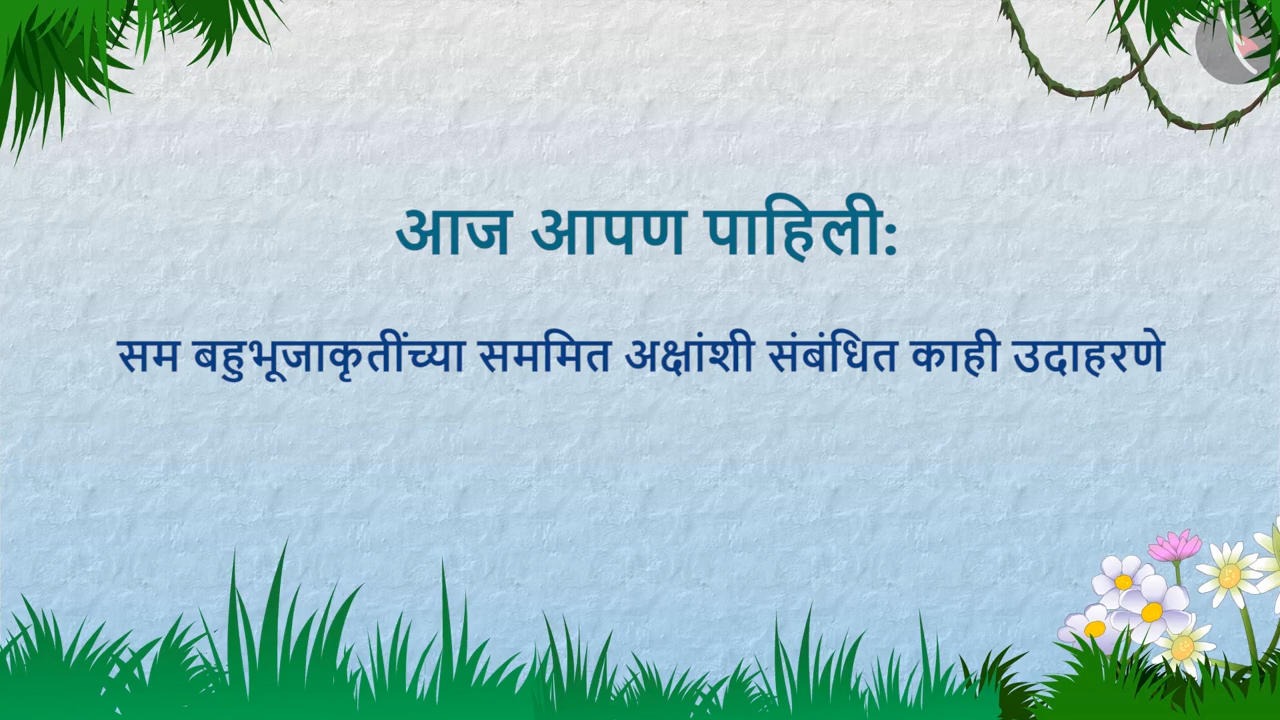 आज आपण पाहिली:
सम बहुभूजाकृतींच्या सममित अक्षांशी संबंधित काही उदाहरणे